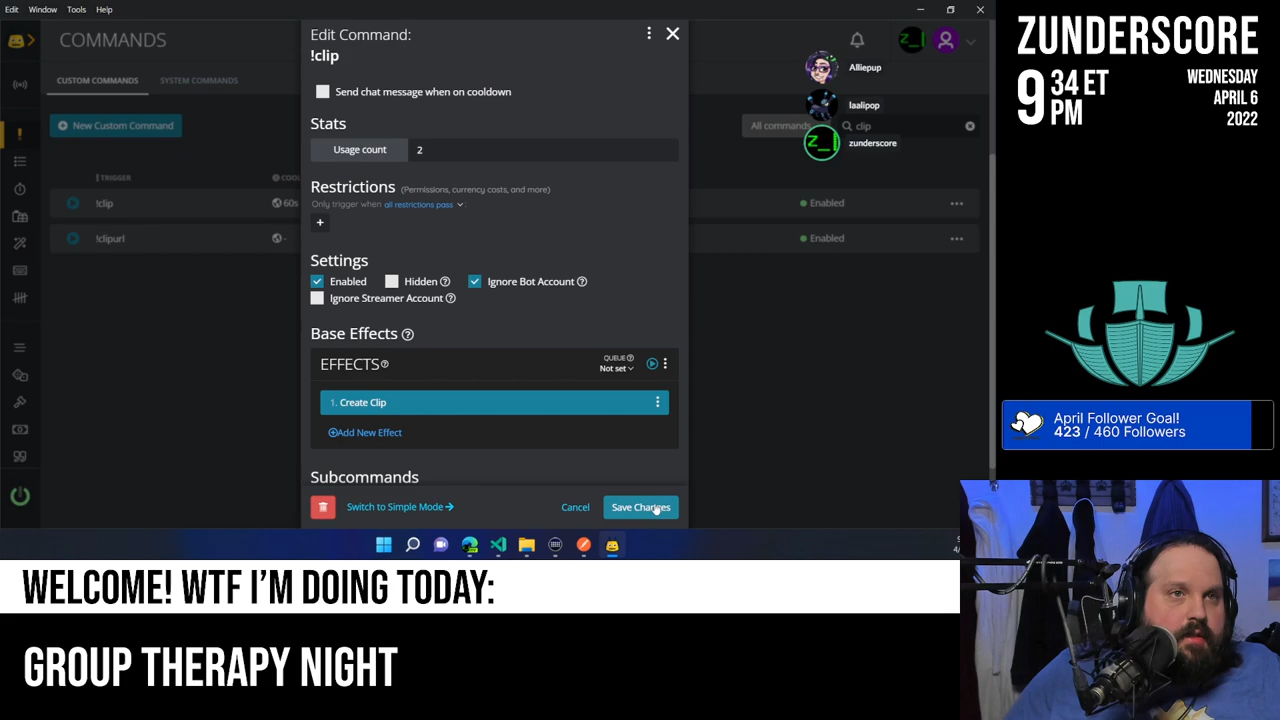 Edit Window Tools Help
COMMANDS
CUSTOM COMMANDS SYSTEM COMMANDS
New Custom Command
All commands clip
TRIGGER
!clip 60s Enabled
!clipurl - Enabled
Edit Command:
!clip
Send chat message when on cooldown
Stats
Usage count 2
Restrictions (Permissions, currency costs, and more)
Only trigger when all restrictions pass :
+
Settings
Enabled Hidden Ignore Bot Account
Ignore Streamer Account
Base Effects
EFFECTS
QUEUE
Not set
1. Create Clip
Add New Effect
Subcommands
Switch to Simple Mode
Cancel
Save Changes
Alliepup
laalipop
zunderscore
z_l
z_l
ZUNDERSCORE
9 34 ET
PM
WEDNESDAY
APRIL 6
2022
April Follower Goal!
423 / 460 Followers
WELCOME! WTF I'M DOING TODAY:
GROUP THERAPY NIGHT